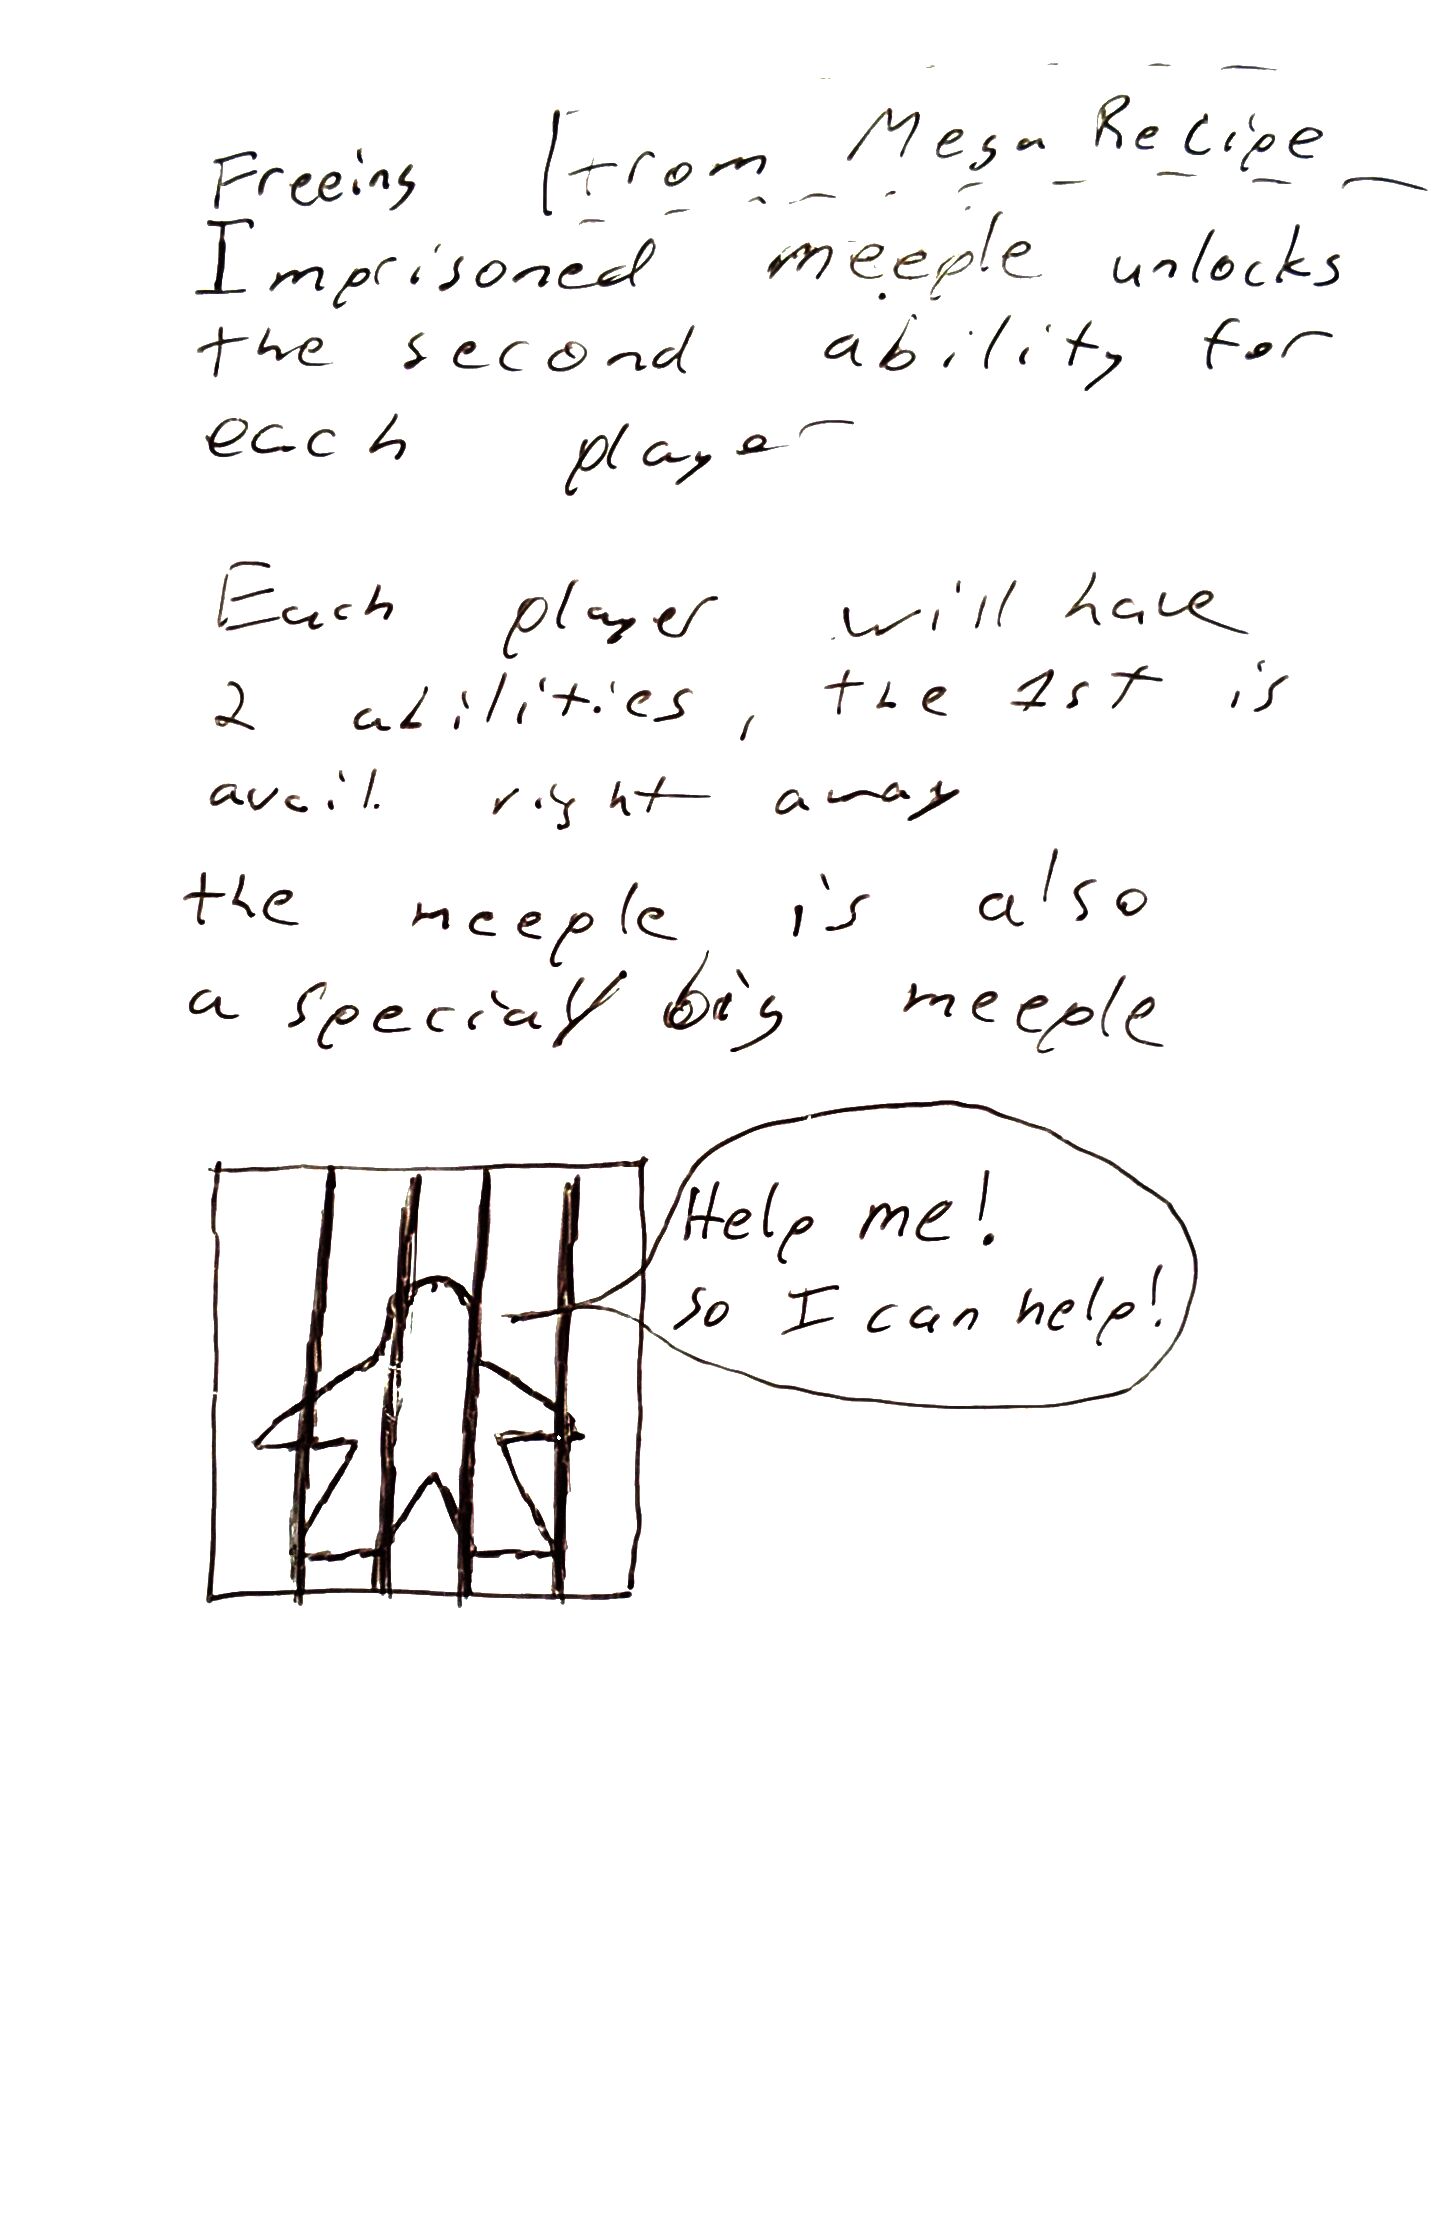 Freeing from Mega Recipe
Imprisoned meeple unlocks
the second ability for
each player
Each player will have
2 abilities, the 1st is
avail. right away
the meeple is also
a special big meeple
Help me!
so I can help!